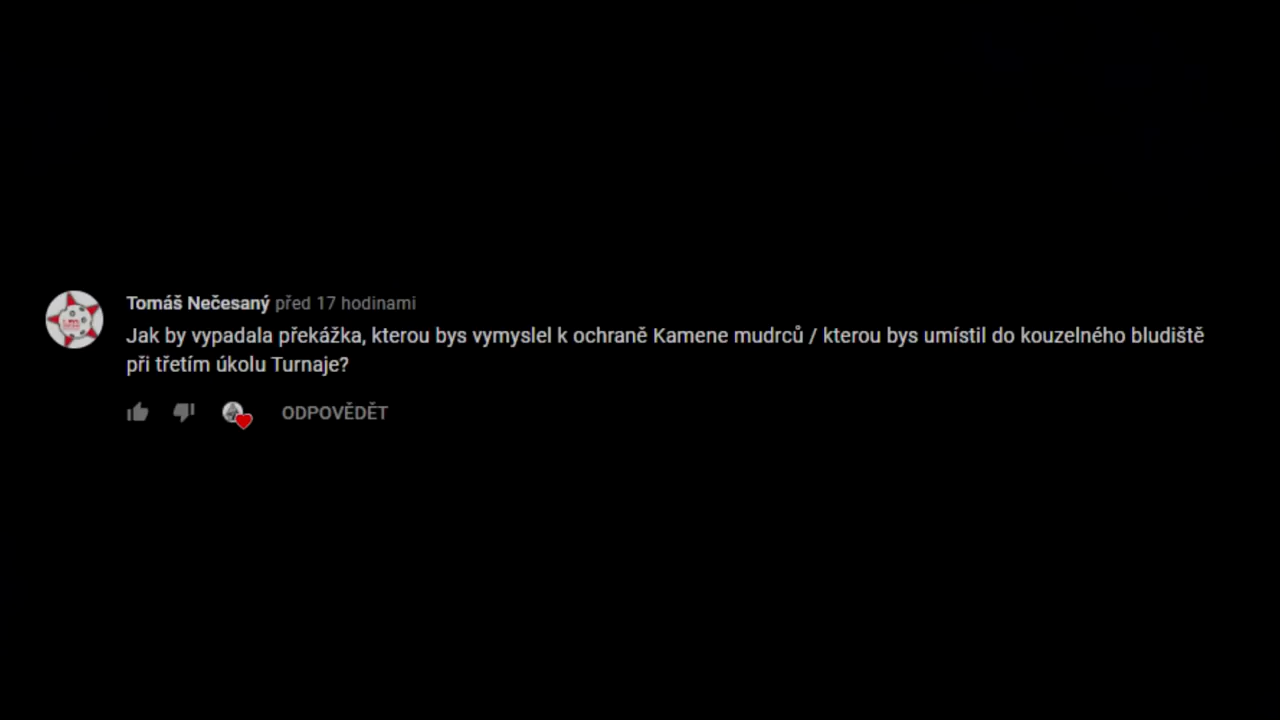 Tomáš Nečesaný před 17 hodinami
Jak by vypadala překážka, kterou bys vymyslel k ochraně Kamene mudrců / kterou bys umístil do kouzelného bludiště
při třetím úkolu Turnaje?
ODPOVĚDĚT